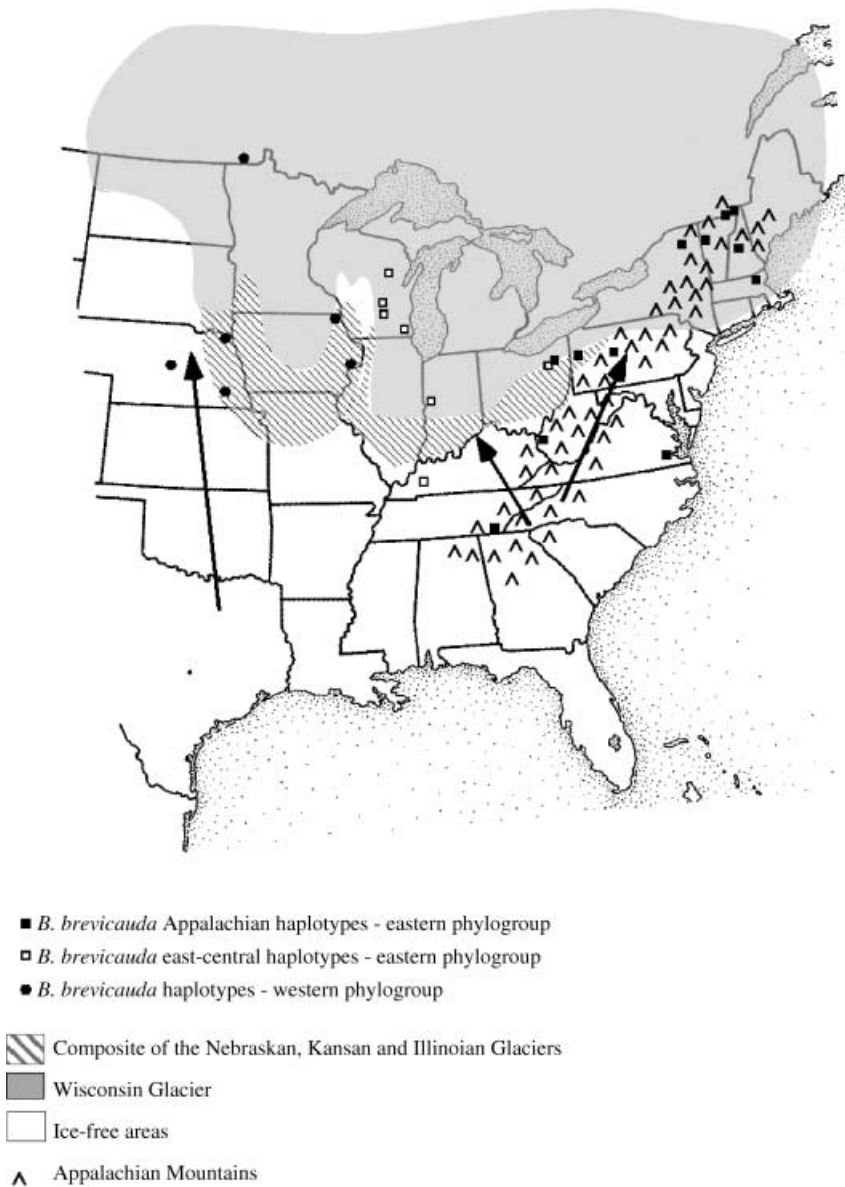 B. brevicauda Appalachian haplotypes - eastern phylogroup
B. brevicauda east-central haplotypes - eastern phylogroup
B. brevicauda haplotypes - western phylogroup
Composite of the Nebraskan, Kansan and Illinoian Glaciers
Wisconsin Glacier
Ice-free areas
Appalachian Mountains